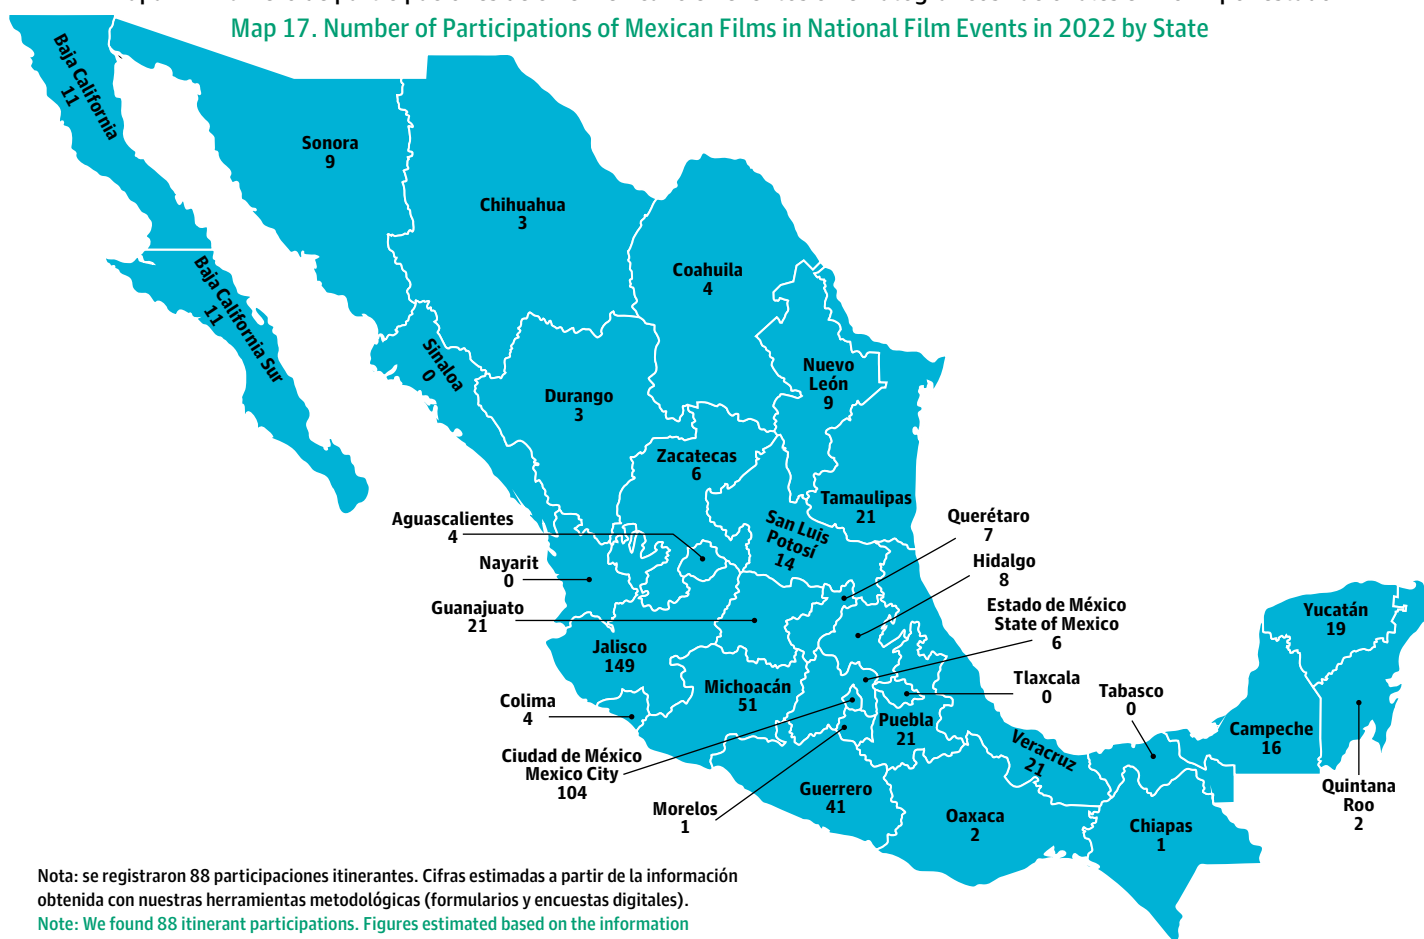 Map 17. Number of Participations of Mexican Films in National Film Events in 2022 by State
Baja California
11
Sonora
9
Chihuahua
3
Coahuila
4
Baja California Sur
11
Sinaloa
0
Durango
3
Nuevo
León
9
Zacatecas
6
Tamaulipas
21
San Luis
Potosí
14
Aguascalientes
4
Nayarit
0
Guanajuato
21
Jalisco
149
Colima
4
Michoacán
51
Querétaro
7
Hidalgo
8
Estado de México
State of Mexico
6
Tlaxcala
0
Tabasco
0
Puebla
21
Veracruz
21
Ciudad de México
Mexico City
104
Morelos
1
Guerrero
41
Oaxaca
2
Chiapas
1
Yucatán
19
Campeche
16
Quintana
Roo
2
Nota: se registraron 88 participaciones itinerantes. Cifras estimadas a partir de la información
obtenida con nuestras herramientas metodológicas (formularios y encuestas digitales).
Note: We found 88 itinerant participations. Figures estimated based on the information